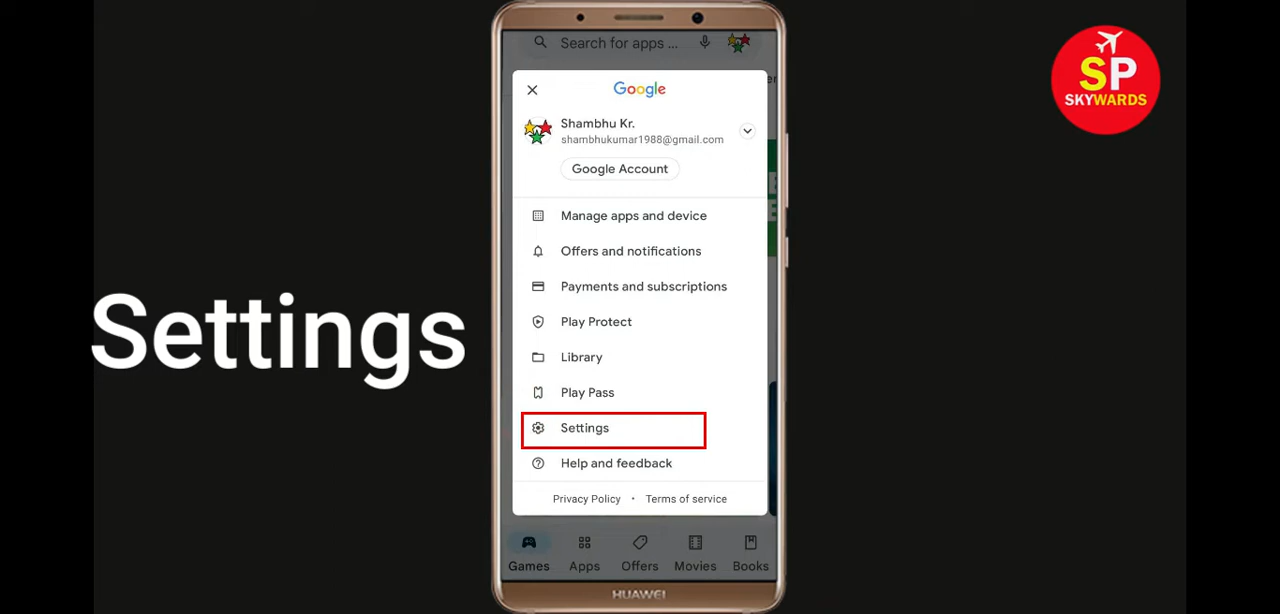 Search for apps ...
SP
SKYWARDS
Google
Shambhu Kr.
shambhukumar1988@gmail.com
Google Account
Manage apps and device
Offers and notifications
Payments and subscriptions
Play Protect
Library
Play Pass
Settings
Settings
Help and feedback
Privacy Policy • Terms of service
Games Apps Offers Movies Books
HUAWEI